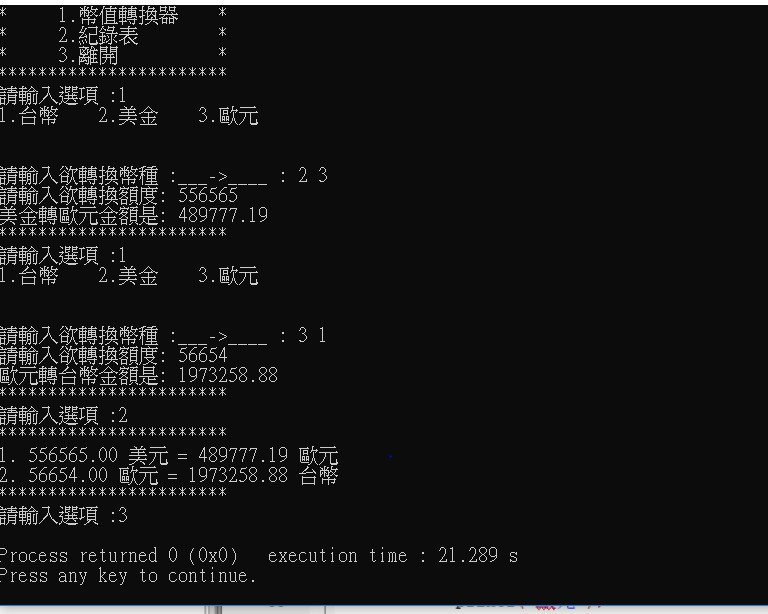 *     1.幣值轉換器    *
*     2.紀錄表        *
*     3.離開          *
***********************
請輸入選項 :1
1.台幣    2.美金    3.歐元
請輸入欲轉換幣種 :___->____ : 2 3
請輸入欲轉換額度: 556565
美金轉歐元金額是: 489777.19
***********************
請輸入選項 :1
1.台幣    2.美金    3.歐元
請輸入欲轉換幣種 :___->____ : 3 1
請輸入欲轉換額度: 56654
歐元轉台幣金額是: 1973258.88
***********************
請輸入選項 :2
***********************
1. 556565.00 美元 = 489777.19 歐元
2. 56654.00 歐元 = 1973258.88 台幣
***********************
請輸入選項 :3
Process returned 0 (0x0)   execution time : 21.289 s
Press any key to continue.